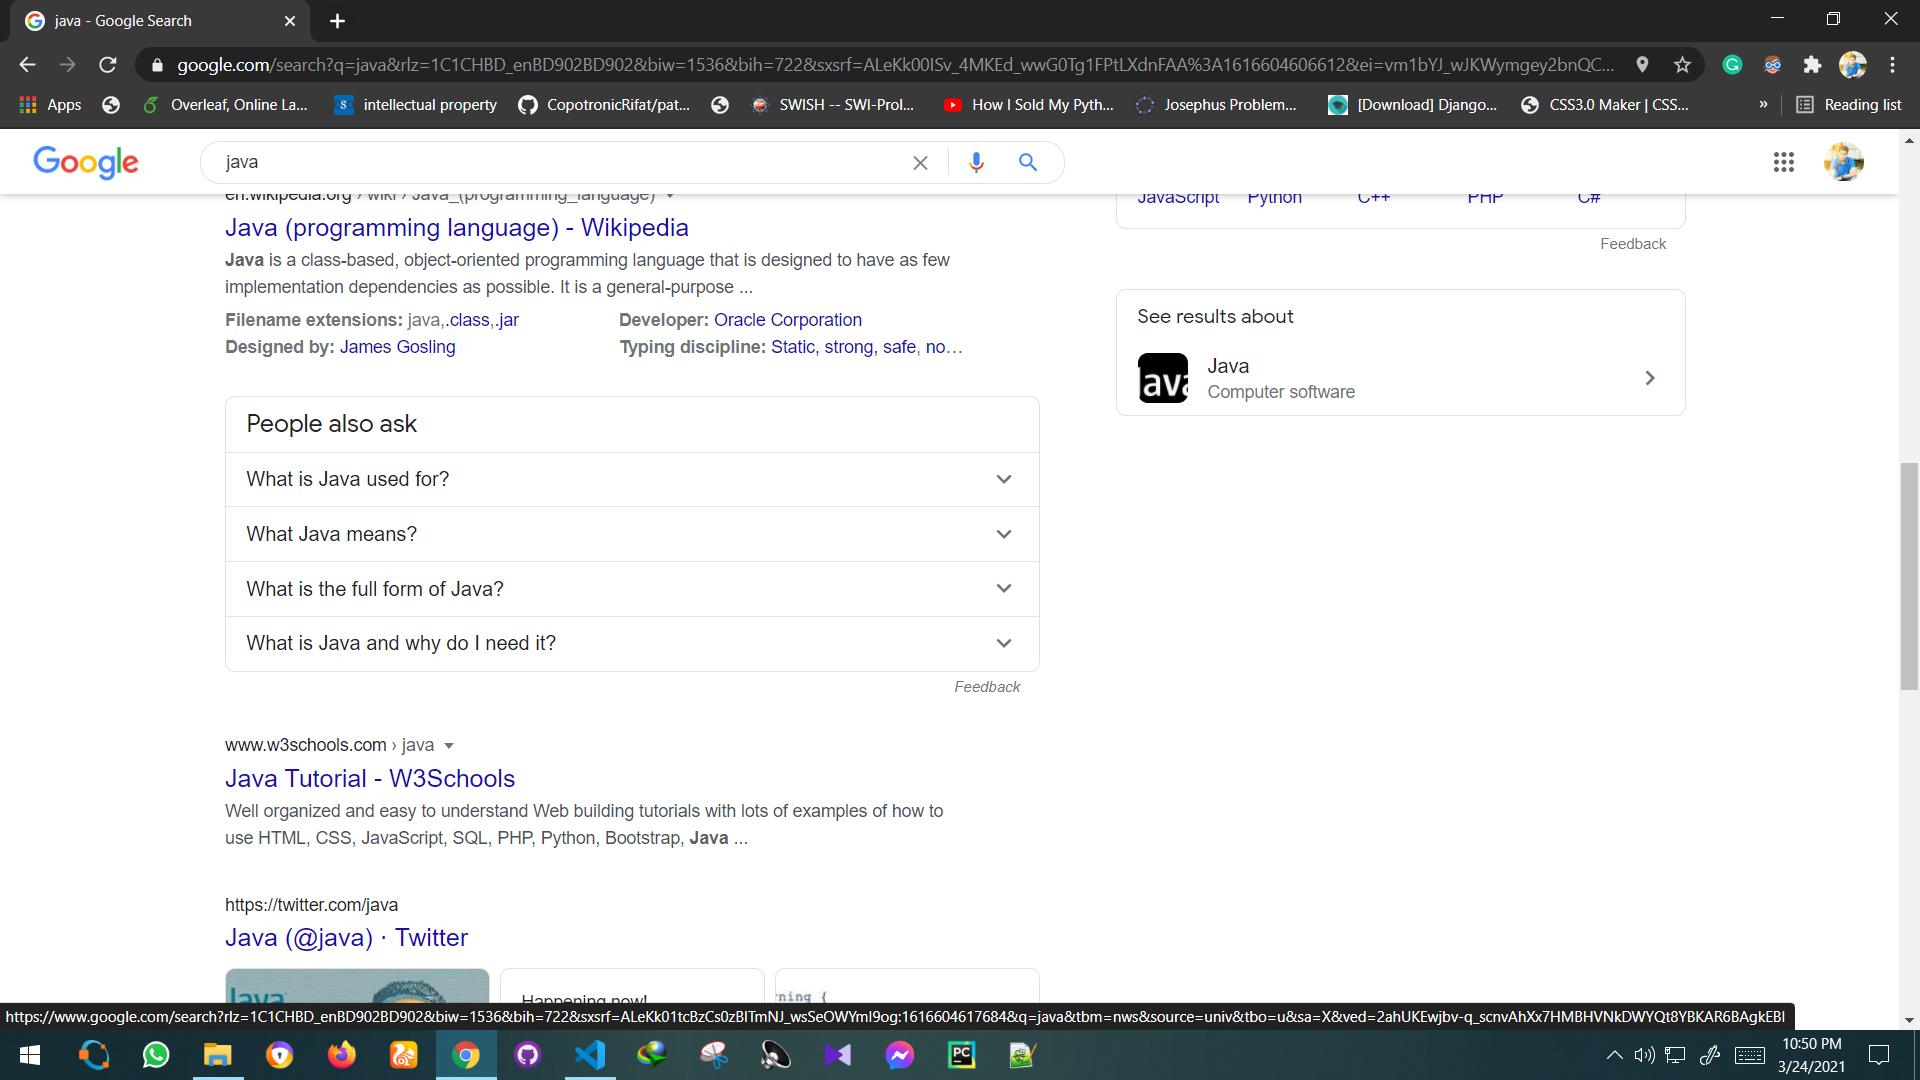 java - Google Search
google.com/search?q=java&rlz=1C1CHBD_enBD902BD902&biw=1536&bih=722&sxsrf=ALeKk00ISv_4MKEd_wwG0Tg1FPtLXdnFAA%3A1616604606612&ei=vm1bYJ_wJKWymgey2bnQC...
Apps
Overleaf, Online La...
intellectual property
CopotronicRifat/pat...
SWISH -- SWI-Prol...
How I Sold My Pyth...
Josephus Problem...
[Download] Django...
CSS3.0 Maker | CSS...
»
Reading list
Google
java
en.wikipedia.org › wiki › Java_(programming_language)
Java (programming language) - Wikipedia
Java is a class-based, object-oriented programming language that is designed to have as few
implementation dependencies as possible. It is a general-purpose ...
Filename extensions: java,.class,.jar
Developer: Oracle Corporation
Designed by: James Gosling
Typing discipline: Static, strong, safe, no...
People also ask
What is Java used for?
What Java means?
What is the full form of Java?
What is Java and why do I need it?
Feedback
www.w3schools.com › java
Java Tutorial - W3Schools
Well organized and easy to understand Web building tutorials with lots of examples of how to
use HTML, CSS, JavaScript, SQL, PHP, Python, Bootstrap, Java ...
https://twitter.com/java
Java (@java) · Twitter
Java
Happening now!
ning {
JavaScript Python C++ PHP C#
Feedback
See results about
ava
Java
Computer software
https://www.google.com/search?rlz=1C1CHBD_enBD902BD902&biw=1536&bih=722&sxsrf=ALeKk01tcBzCs0zBlTmNJ_wsSeOWYmI9og:1616604617684&q=java&tbm=nws&source=univ&tbo=u&sa=X&ved=2ahUKEwjbv-q_scnvAhXx7HMBHVNkDWYQt8YBKAR6BAgkEBI
PC
10:50 PM
3/24/2021